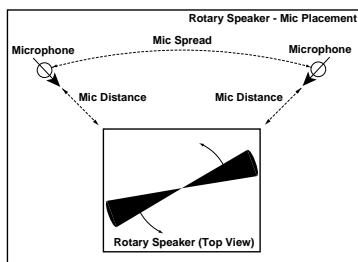 Rotary Speaker - Mic Placement
Microphone
Mic Spread
Microphone
Mic Distance
Mic Distance
Rotary Speaker (Top View)